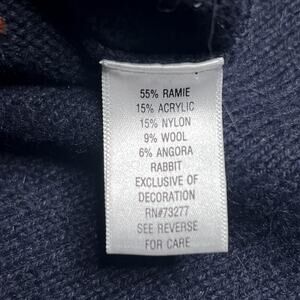 55% RAMIE
15% ACRYLIC
15% NYLON
9% WOOL
6% ANGORA
RABBIT
EXCLUSIVE OF
DECORATION
RN#73277
SEE REVERSE
FOR CARE